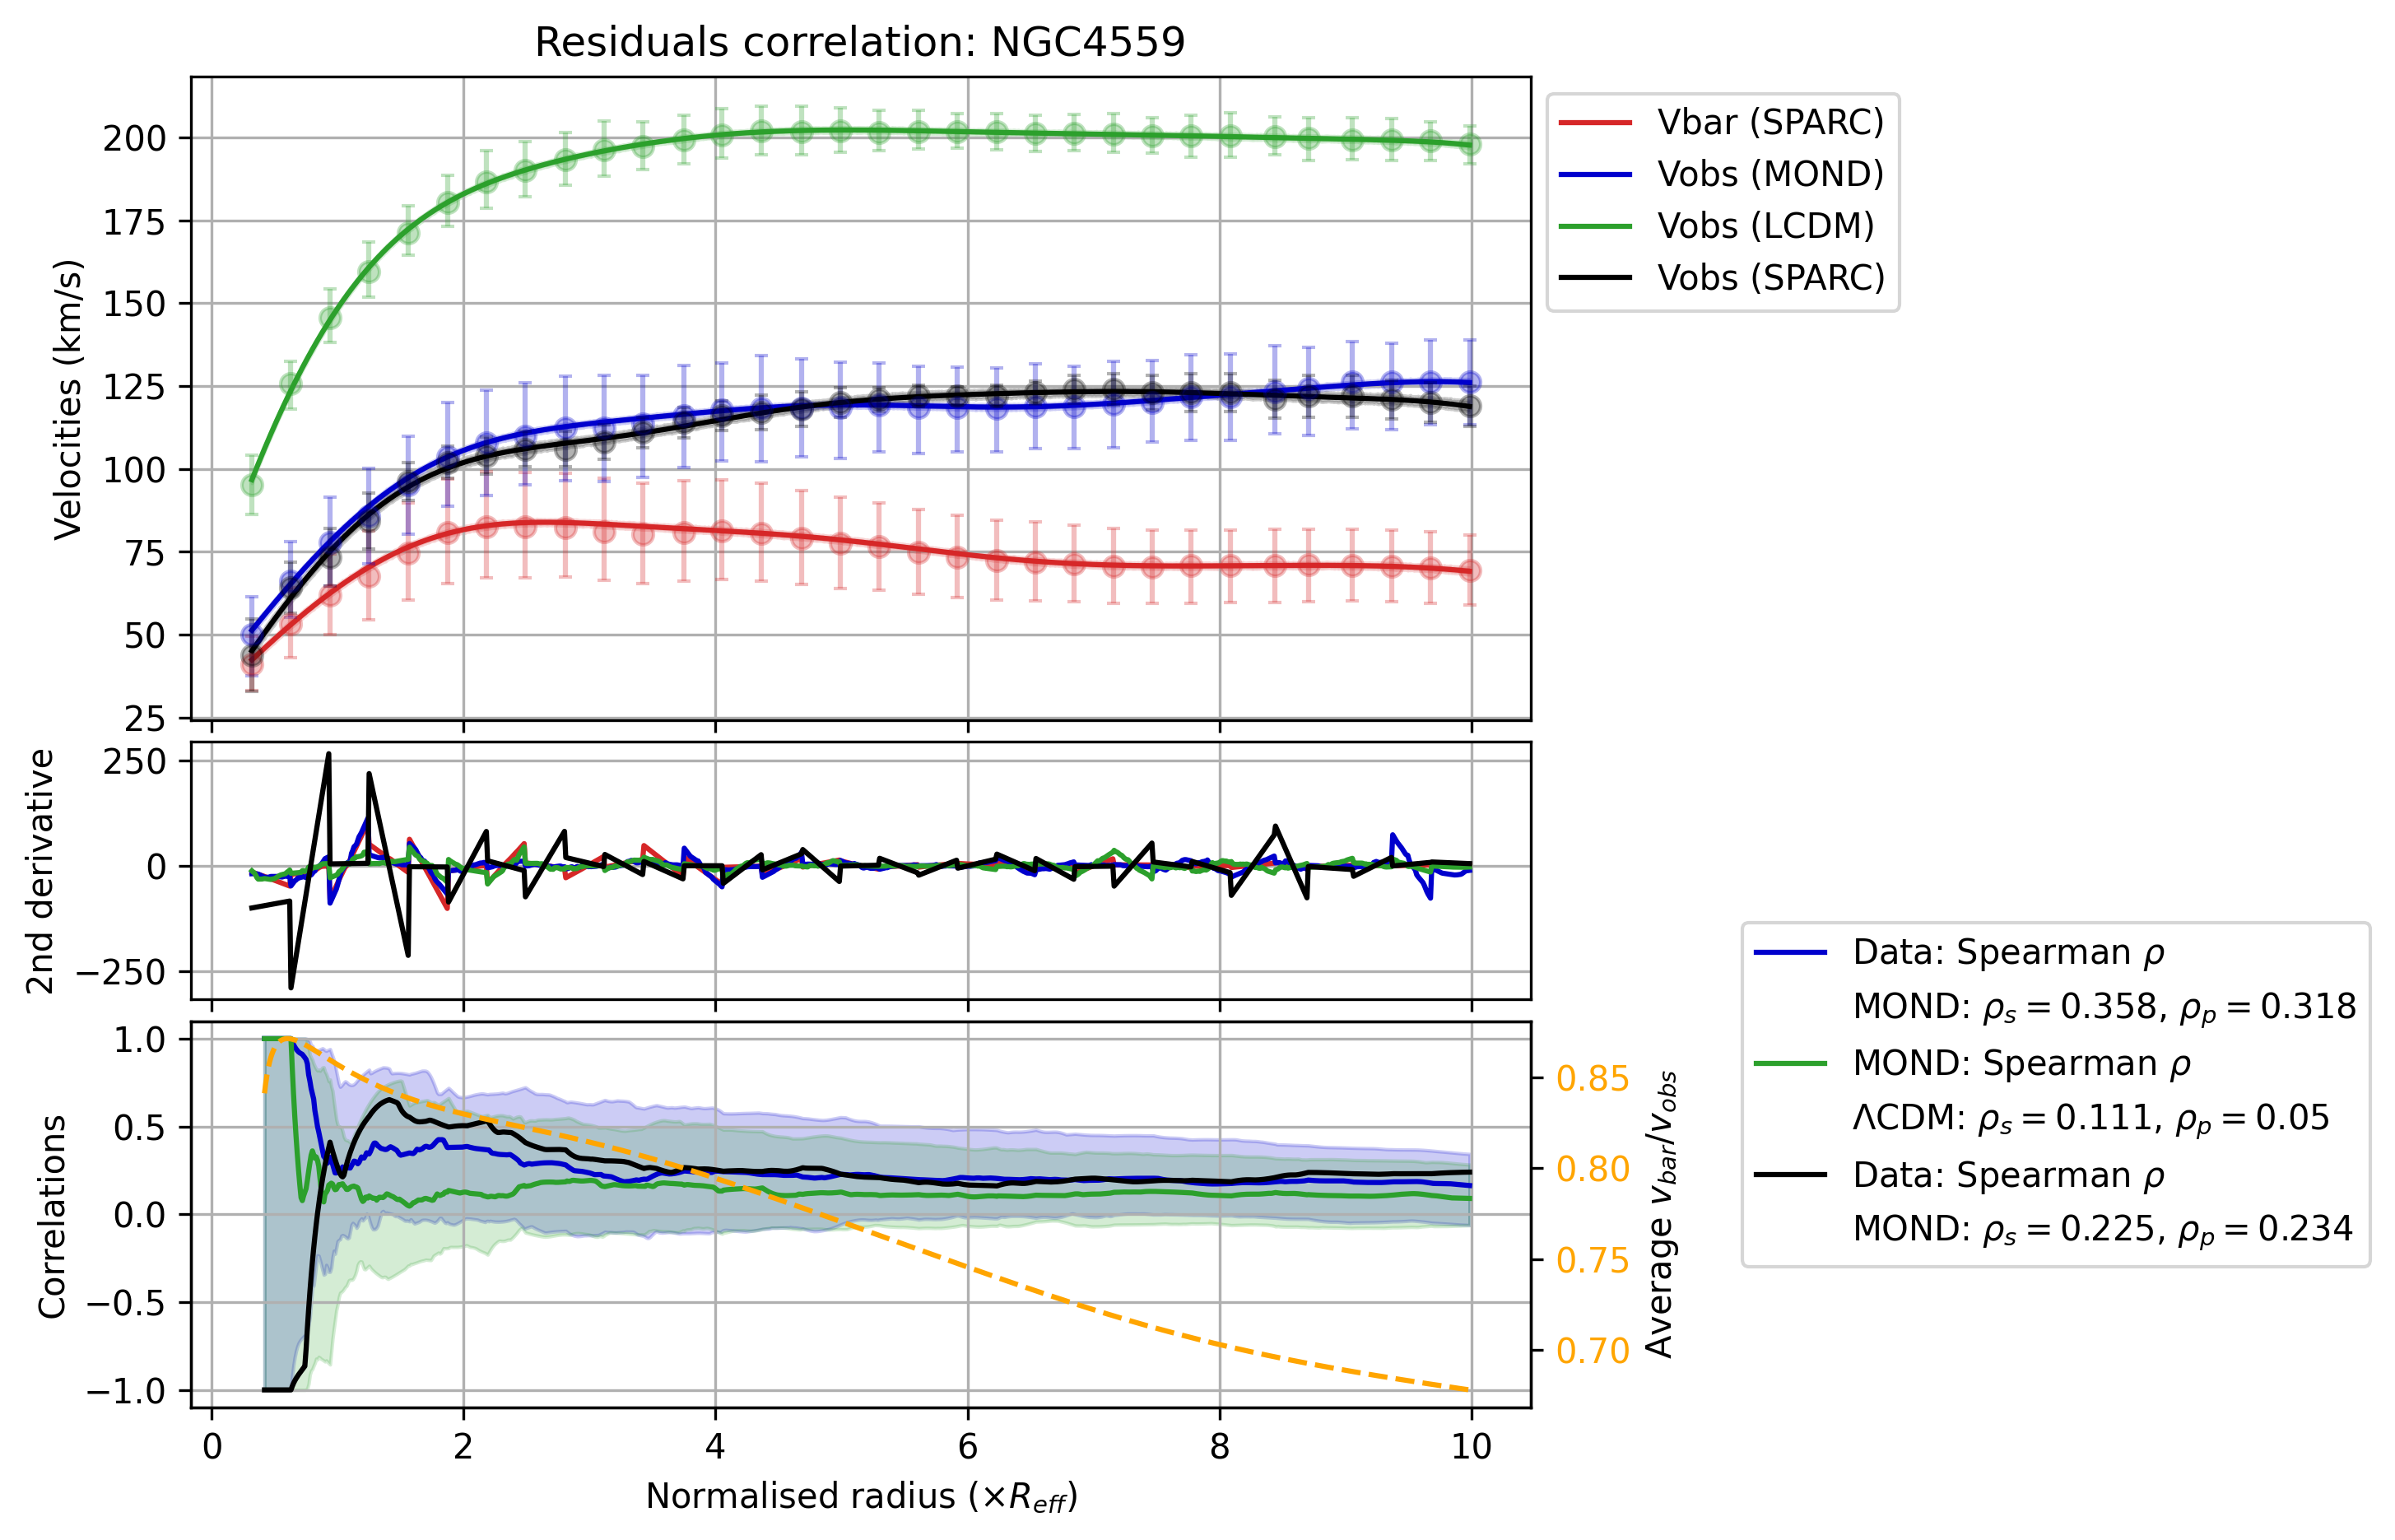 Residuals correlation: NGC4559
Velocities (km/s)
200
175
150
125
100
75
50
25
Vbar (SPARC)
Vobs (MOND)
Vobs (LCDM)
Vobs (SPARC)
2nd derivative
250
0
−250
Correlations
1.0
0.5
0.0
−0.5
−1.0
0.85
0.80
0.75
0.70
Average v_bar/v_obs
0 2 4 6 8 10
Normalised radius (×R_eff)
Data: Spearman ρ
MOND: ρ_s = 0.358, ρ_p = 0.318
MOND: Spearman ρ
ΛCDM: ρ_s = 0.111, ρ_p = 0.05
Data: Spearman ρ
MOND: ρ_s = 0.225, ρ_p = 0.234